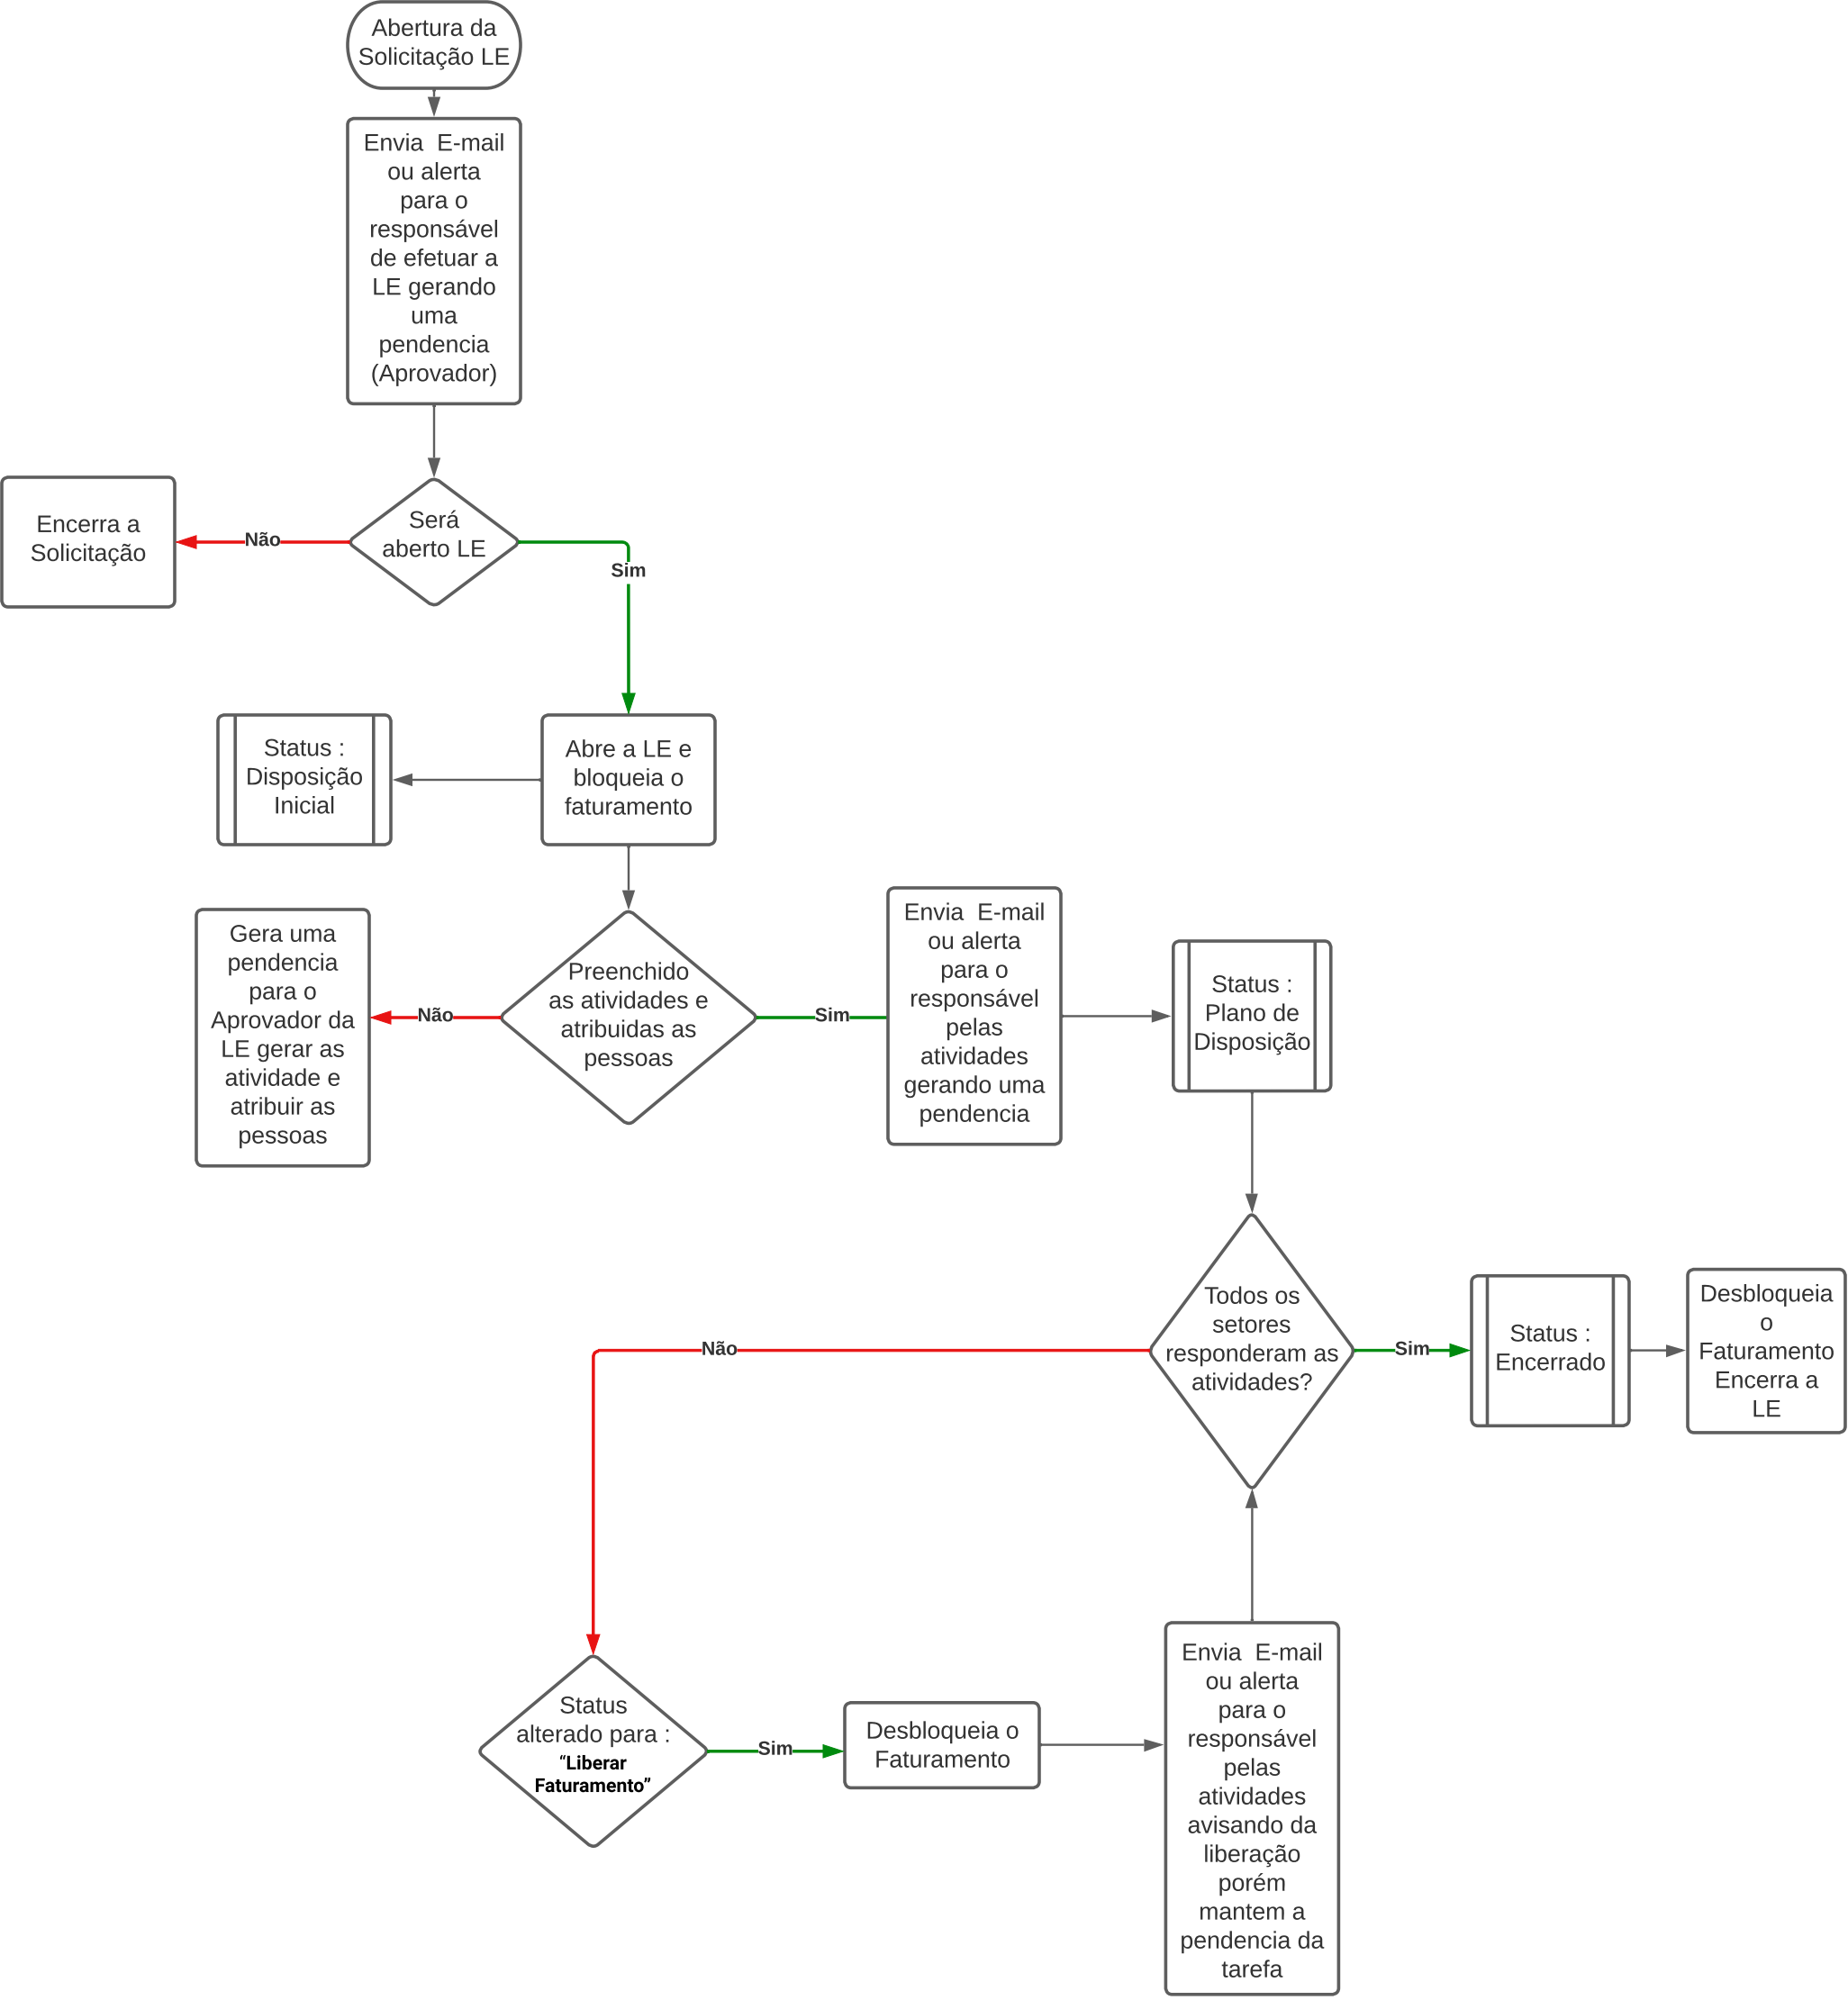 Abertura da
Solicitação LE
Envia  E-mail
ou alerta
para o
responsável
de efetuar a
LE gerando
uma
pendencia
(Aprovador)
Encerra a
Solicitação
Não
Será
aberto LE
Sim
Status :
Disposição
Inicial
Abre a LE e
bloqueia o
faturamento
Gera uma
pendencia
para o
Aprovador da
LE gerar as
atividade e
atribuir as
pessoas
Não
Preenchido
as atividades e
atribuidas as
pessoas
Sim
Envia  E-mail
ou alerta
para o
responsável
pelas
atividades
gerando uma
pendencia
Status :
Plano de
Disposição
Não
Todos os
setores
responderam as
atividades?
Sim
Status :
Encerrado
Desbloqueia
o
Faturamento
Encerra a
LE
Status
alterado para :
“Liberar
Faturamento”
Sim
Desbloqueia o
Faturamento
Envia  E-mail
ou alerta
para o
responsável
pelas
atividades
avisando da
liberação
porém
mantem a
pendencia da
tarefa